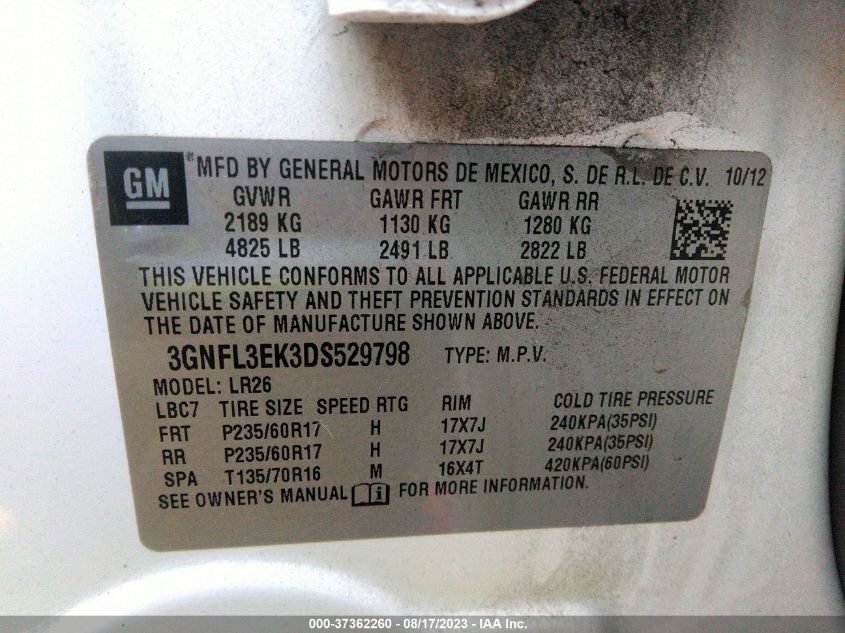 GM ® MFD BY GENERAL MOTORS DE MEXICO, S. DE R.L. DE C.V. 10/12
GVWR GAWR FRT GAWR RR
2189 KG 1130 KG 1280 KG
4825 LB 2491 LB 2822 LB
THIS VEHICLE CONFORMS TO ALL APPLICABLE U.S. FEDERAL MOTOR
VEHICLE SAFETY AND THEFT PREVENTION STANDARDS IN EFFECT ON
THE DATE OF MANUFACTURE SHOWN ABOVE.
3GNFL3EK3DS529798 TYPE: M.P.V.
MODEL: LR26
LBC7 TIRE SIZE SPEED RTG RIM COLD TIRE PRESSURE
FRT P235/60R17 H 17X7J 240KPA(35PSI)
RR P235/60R17 H 17X7J 240KPA(35PSI)
SPA T135/70R16 M 16X4T 420KPA(60PSI)
SEE OWNER'S MANUAL i FOR MORE INFORMATION.
000-37362260 - 08/17/2023 - IAA Inc.